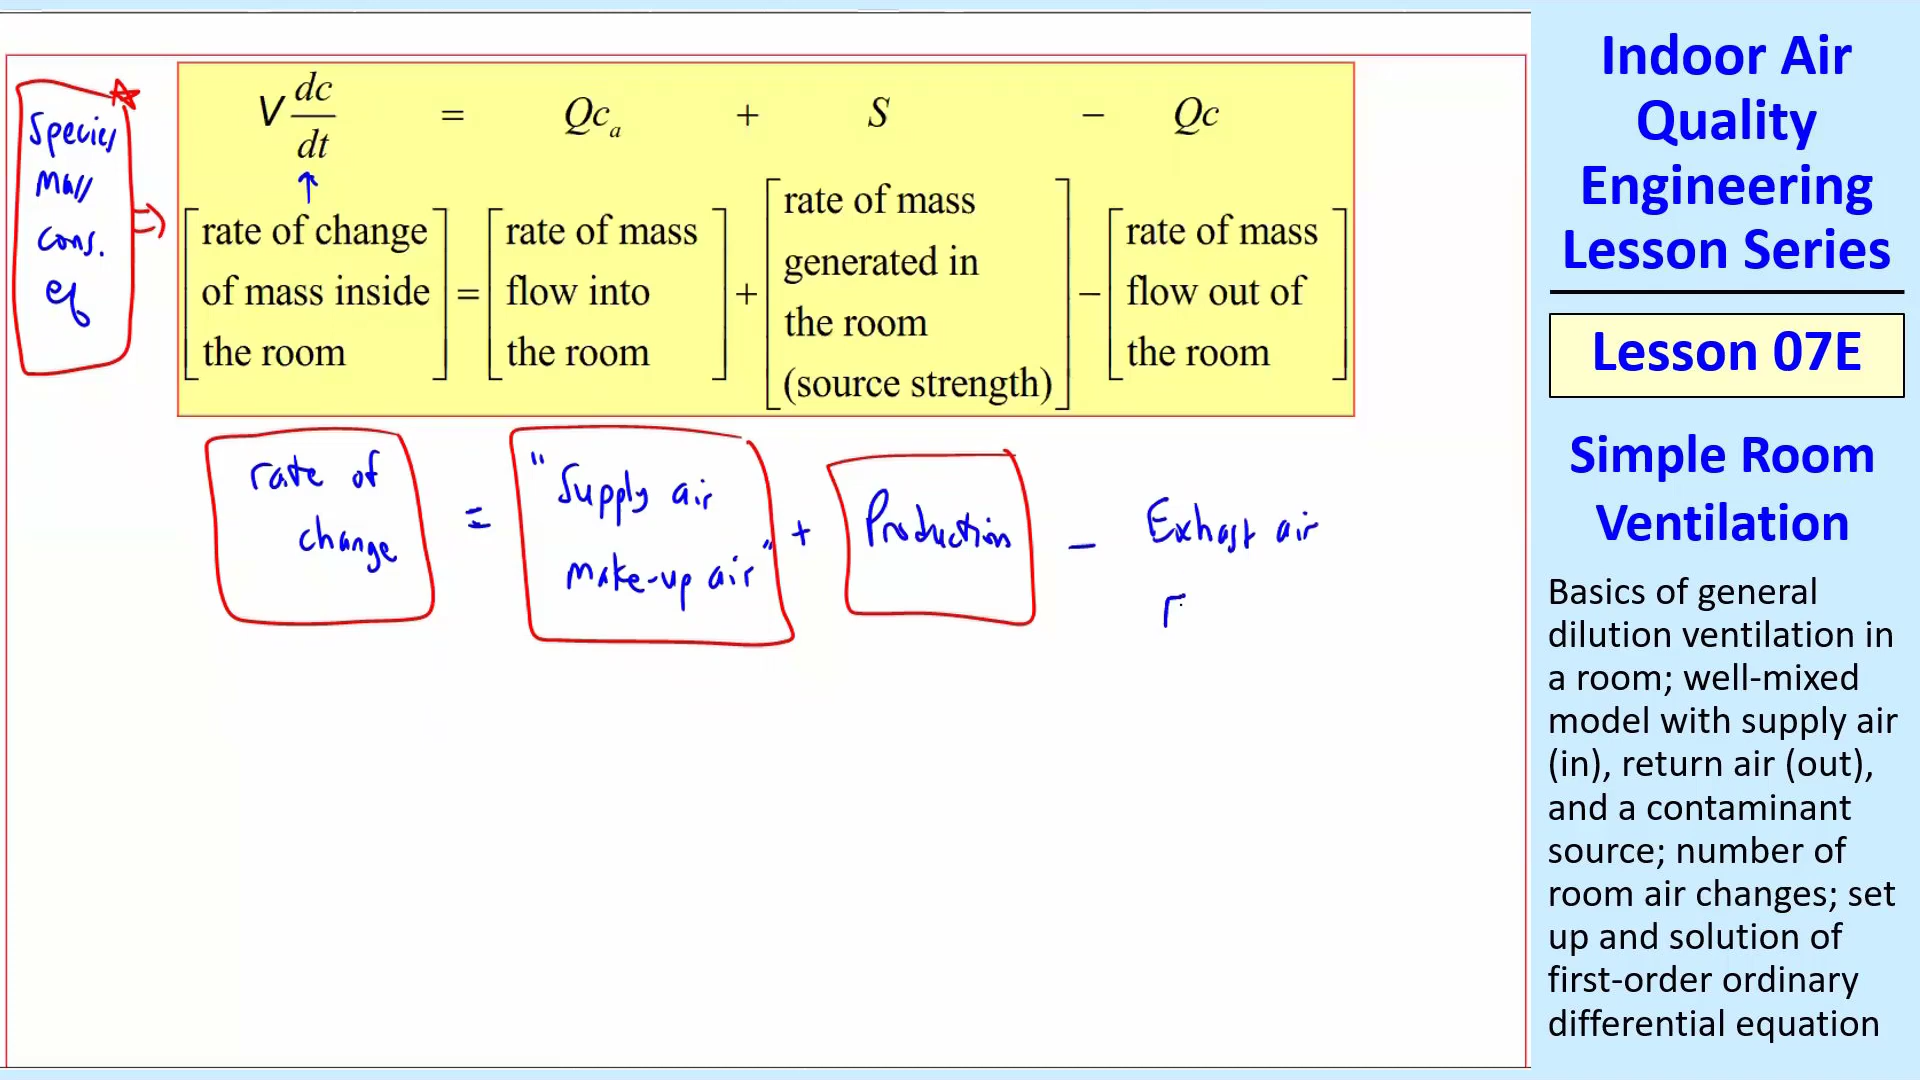 Species
Mass
cons.
eq
V dc/dt = Qcₐ + S − Qc
↑
[rate of change of mass inside the room] = [rate of mass flow into the room] + [rate of mass generated in the room (source strength)] − [rate of mass flow out of the room]
rate of
change
=
"Supply air
make-up air"
+
Production
−
Exhast air
r
Indoor Air
Quality
Engineering
Lesson Series
Lesson 07E
Simple Room
Ventilation
Basics of general
dilution ventilation in
a room; well-mixed
model with supply air
(in), return air (out),
and a contaminant
source; number of
room air changes; set
up and solution of
first-order ordinary
differential equation